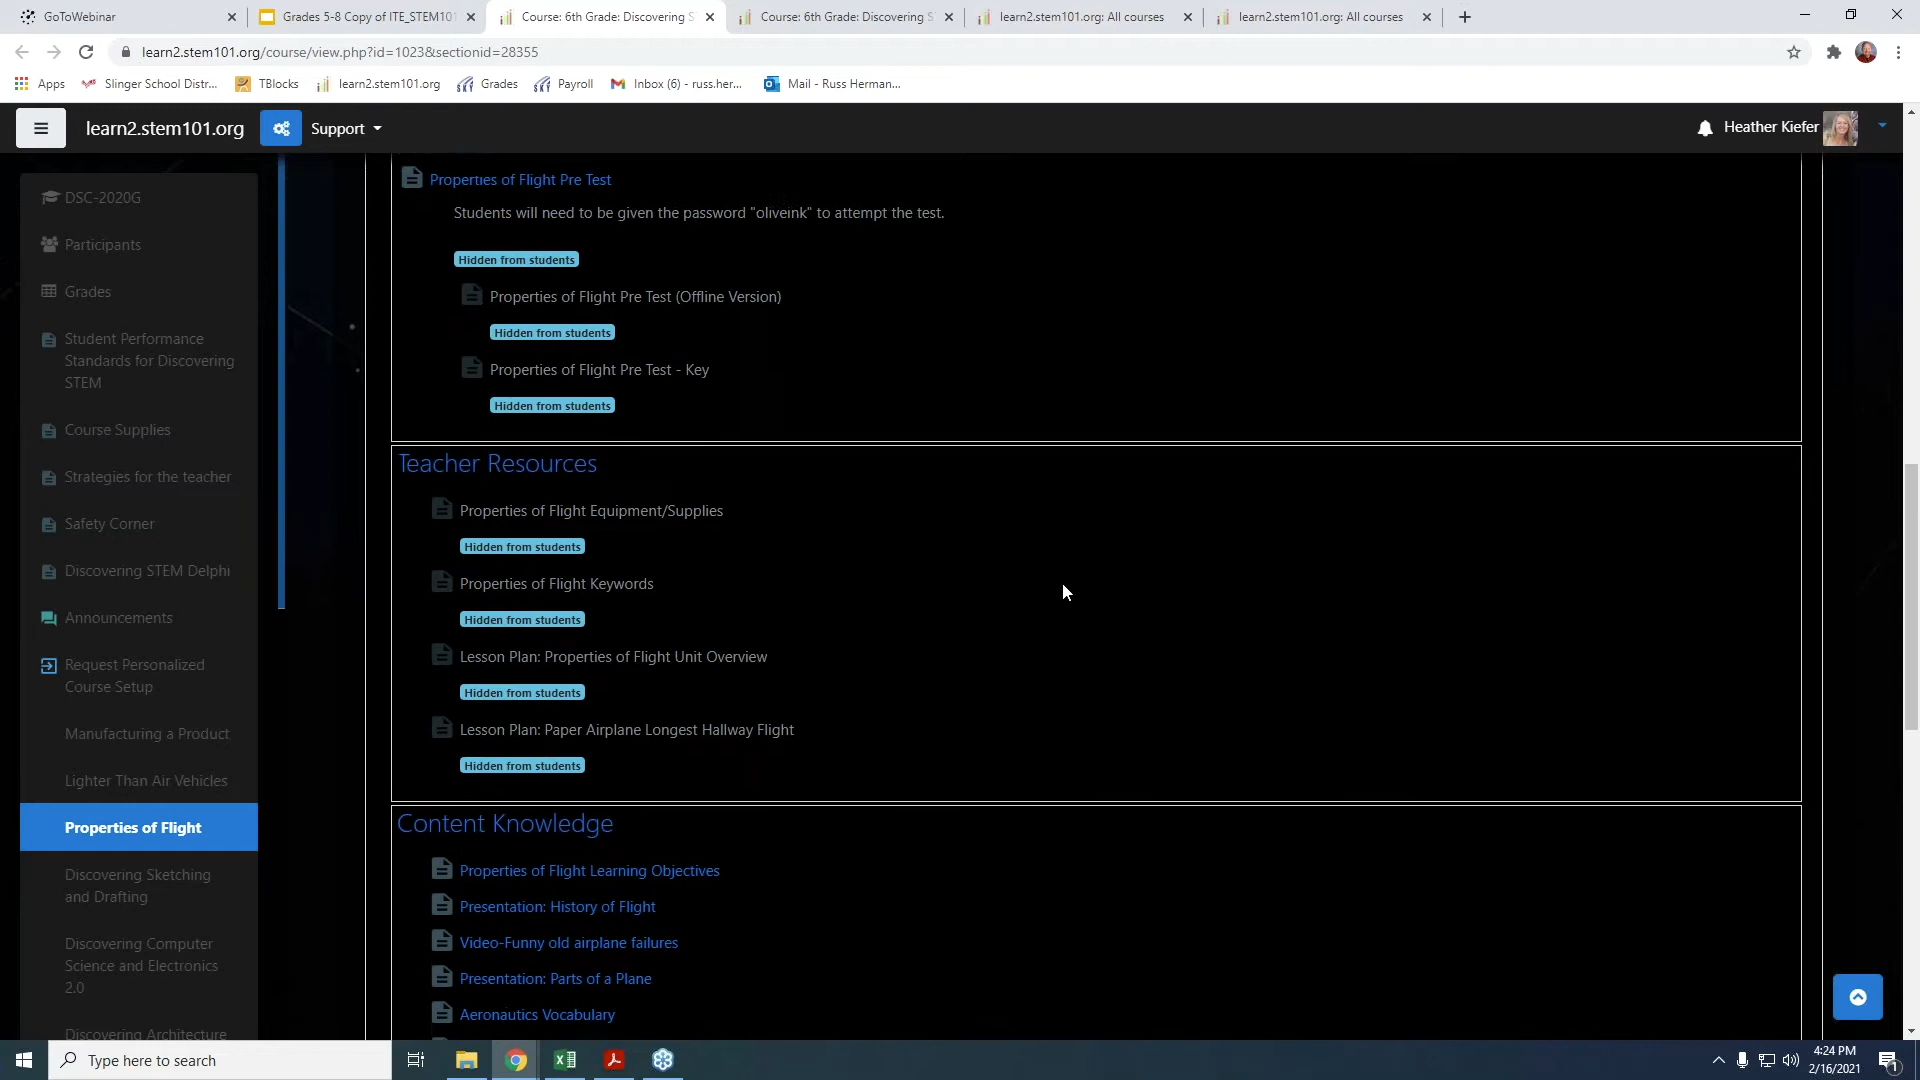 GoToWebinar
Grades 5-8 Copy of ITE_STEM101
Course: 6th Grade: Discovering S
Course: 6th Grade: Discovering S
learn2.stem101.org: All courses
learn2.stem101.org: All courses
learn2.stem101.org/course/view.php?id=1023&sectionid=28355
Apps
Slinger School Distr...
TBlocks
learn2.stem101.org
Grades
Payroll
Inbox (6) - russ.her...
Mail - Russ Herman...
learn2.stem101.org
Support
Heather Kiefer
DSC-2020G
Participants
Grades
Student Performance
Standards for Discovering
STEM
Course Supplies
Strategies for the teacher
Safety Corner
Discovering STEM Delphi
Announcements
Request Personalized
Course Setup
Manufacturing a Product
Lighter Than Air Vehicles
Properties of Flight
Discovering Sketching
and Drafting
Discovering Computer
Science and Electronics
2.0
Discovering Architecture
Properties of Flight Pre Test
Students will need to be given the password "oliveink" to attempt the test.
Hidden from students
Properties of Flight Pre Test (Offline Version)
Hidden from students
Properties of Flight Pre Test - Key
Hidden from students
Teacher Resources
Properties of Flight Equipment/Supplies
Hidden from students
Properties of Flight Keywords
Hidden from students
Lesson Plan: Properties of Flight Unit Overview
Hidden from students
Lesson Plan: Paper Airplane Longest Hallway Flight
Hidden from students
Content Knowledge
Properties of Flight Learning Objectives
Presentation: History of Flight
Video-Funny old airplane failures
Presentation: Parts of a Plane
Aeronautics Vocabulary
Type here to search
4:24 PM
2/16/2021
1